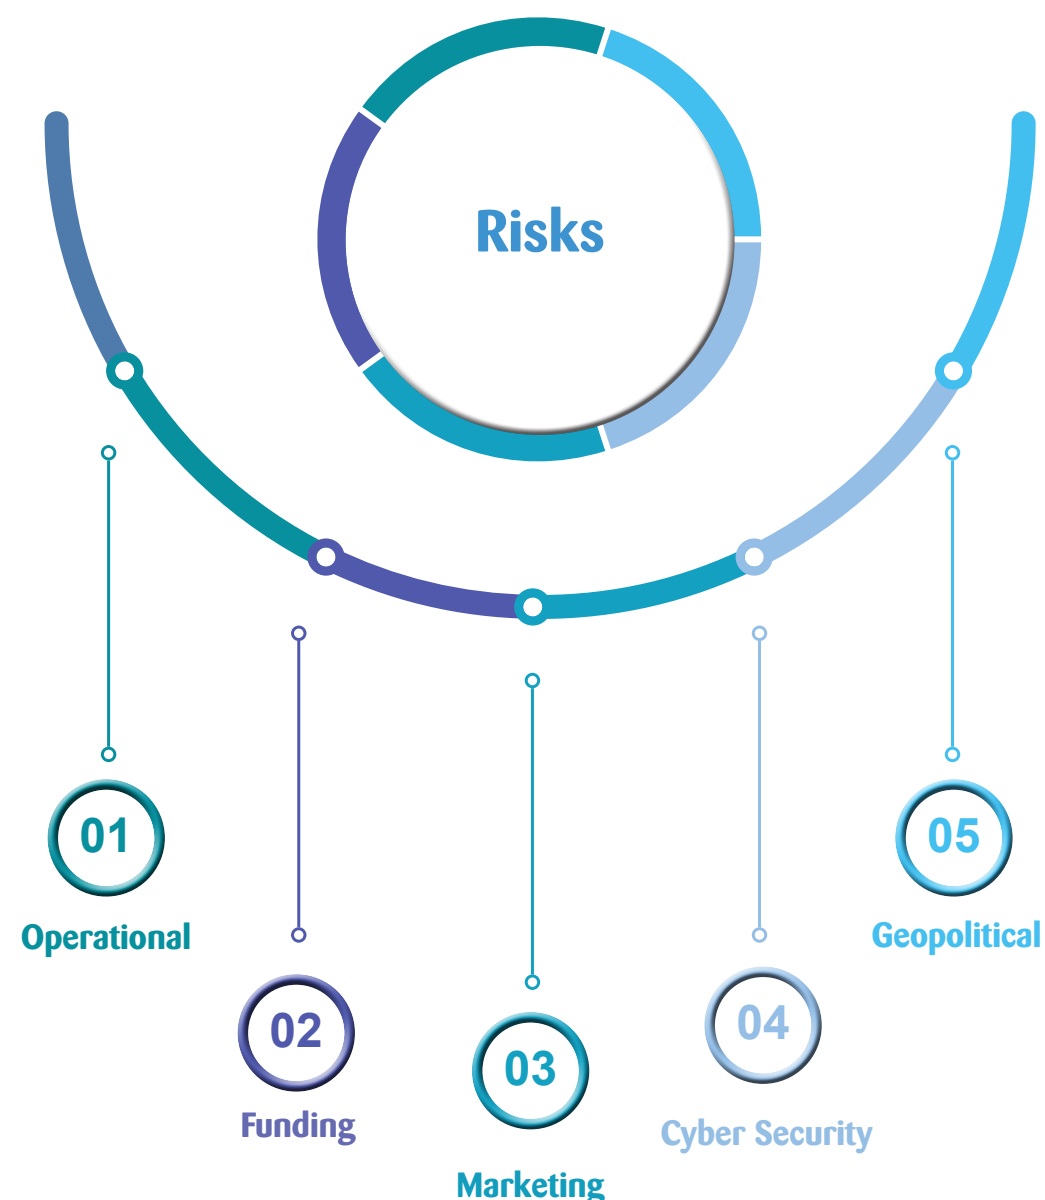 Risks
01
Operational
02
Funding
03
Marketing
04
Cyber Security
05
Geopolitical